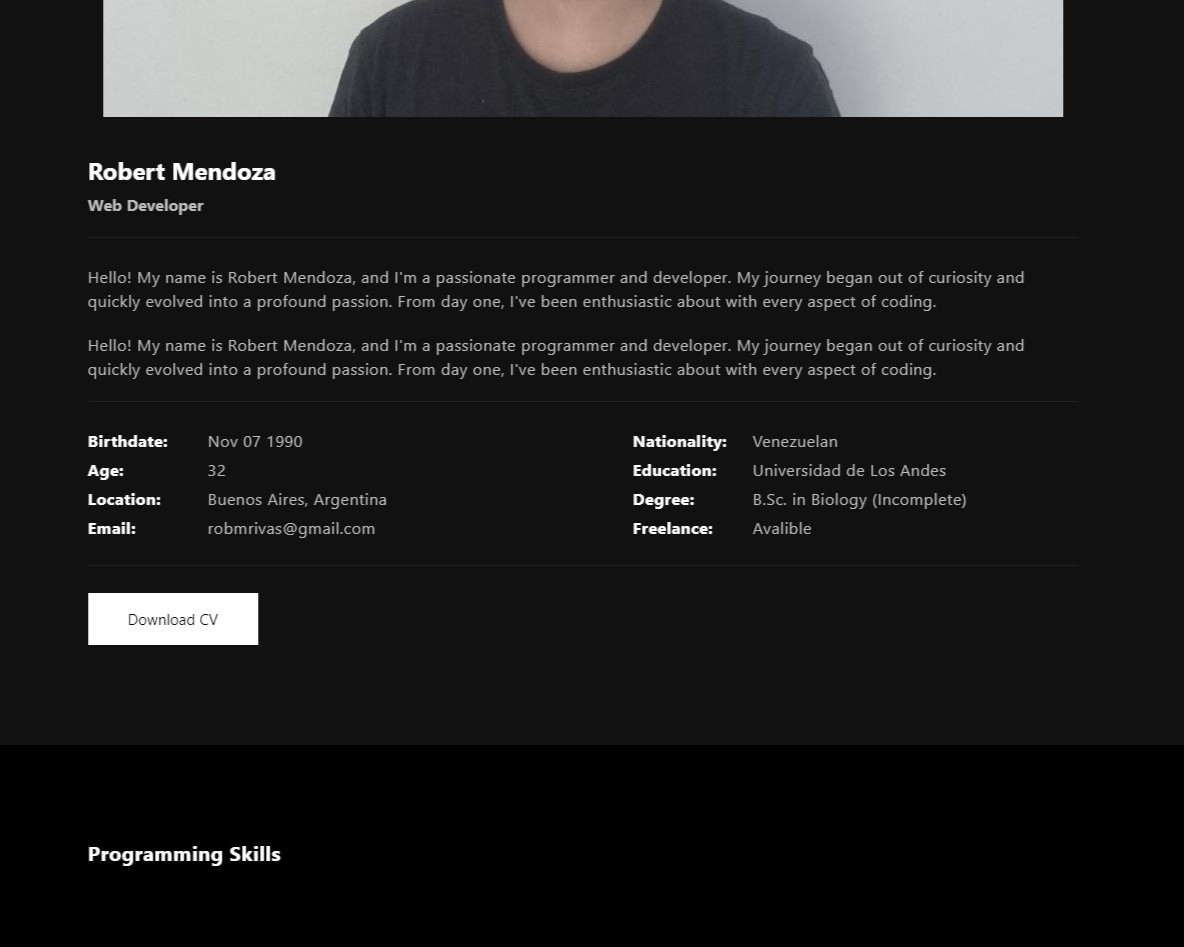 Robert Mendoza
Web Developer
Hello! My name is Robert Mendoza, and I'm a passionate programmer and developer. My journey began out of curiosity and
quickly evolved into a profound passion. From day one, I've been enthusiastic about with every aspect of coding.
Hello! My name is Robert Mendoza, and I'm a passionate programmer and developer. My journey began out of curiosity and
quickly evolved into a profound passion. From day one, I've been enthusiastic about with every aspect of coding.
Birthdate: Nov 07 1990
Age: 32
Location: Buenos Aires, Argentina
Email: robmrivas@gmail.com
Nationality: Venezuelan
Education: Universidad de Los Andes
Degree: B.Sc. in Biology (Incomplete)
Freelance: Avalible
Download CV
Programming Skills